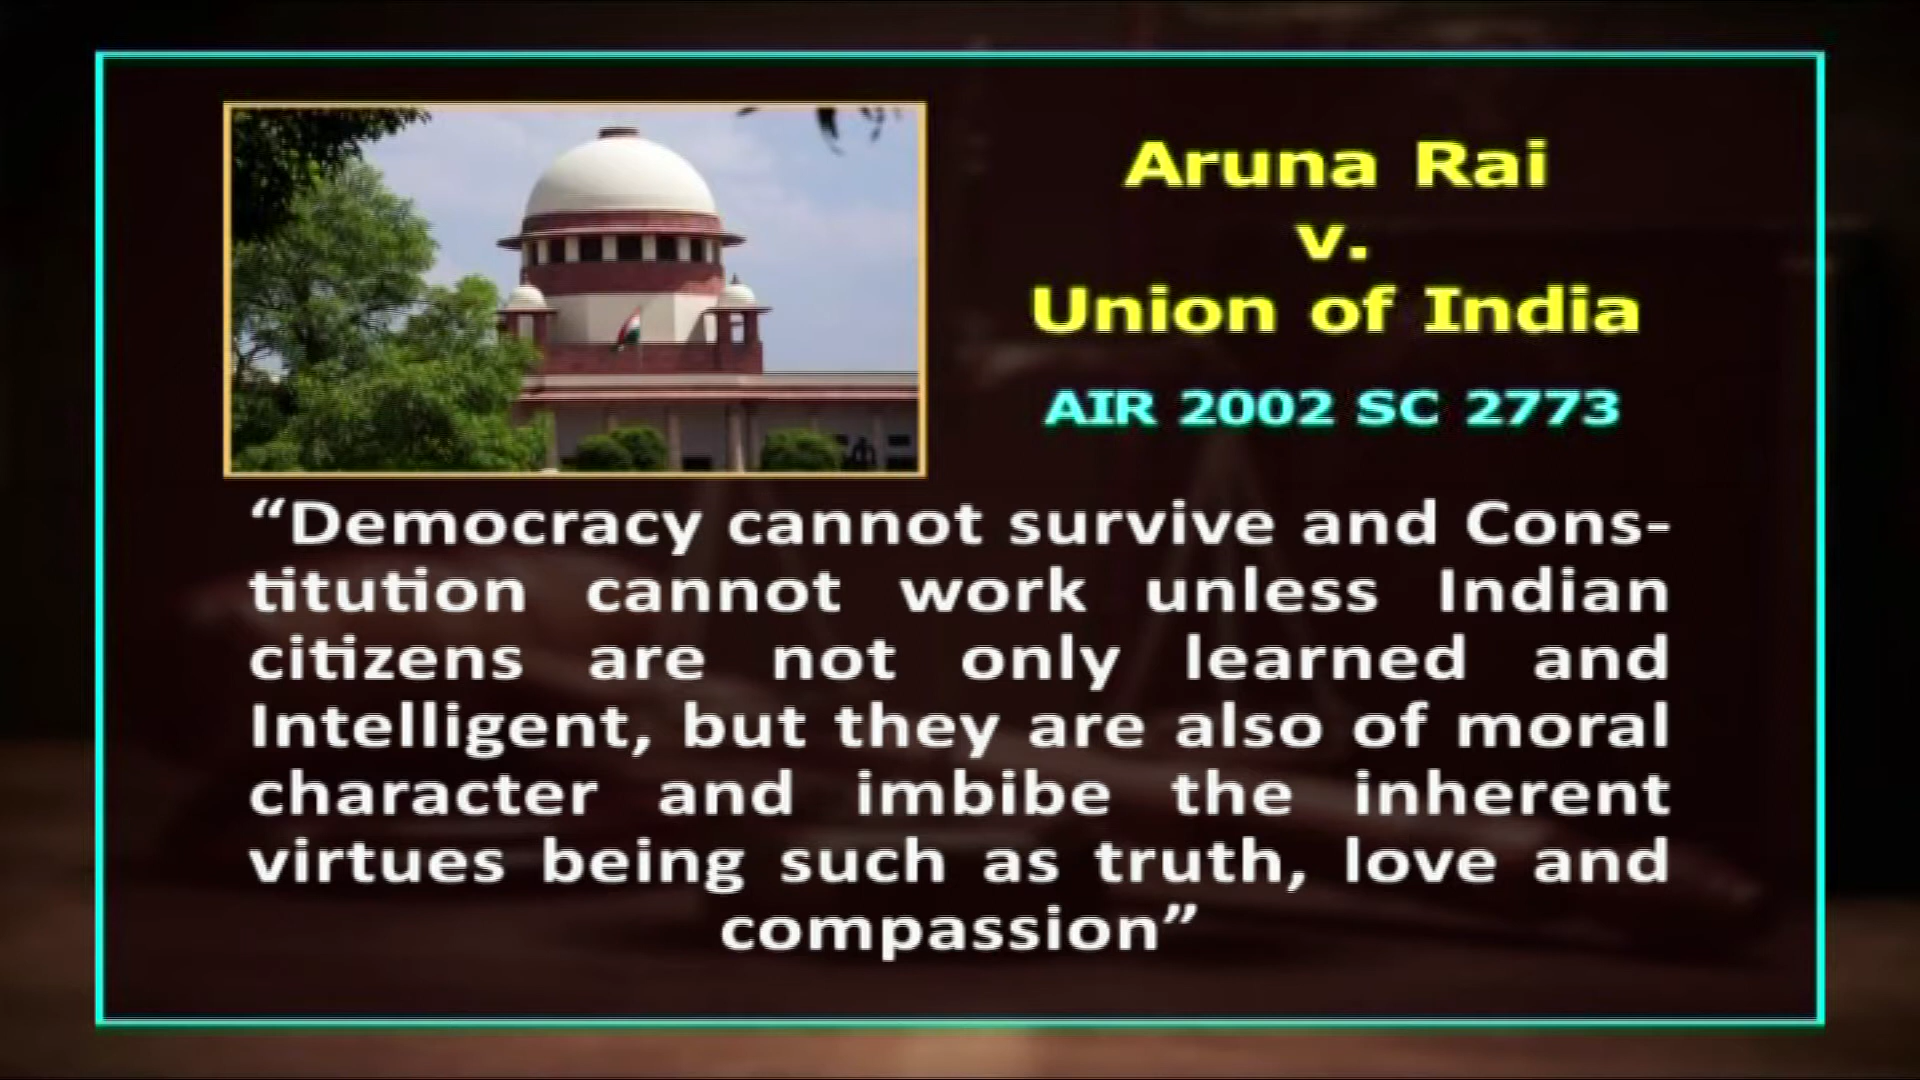 Aruna Rai
v.
Union of India
AIR 2002 SC 2773
“Democracy cannot survive and Cons-
titution cannot work unless Indian
citizens are not only learned and
Intelligent, but they are also of moral
character and imbibe the inherent
virtues being such as truth, love and
compassion”